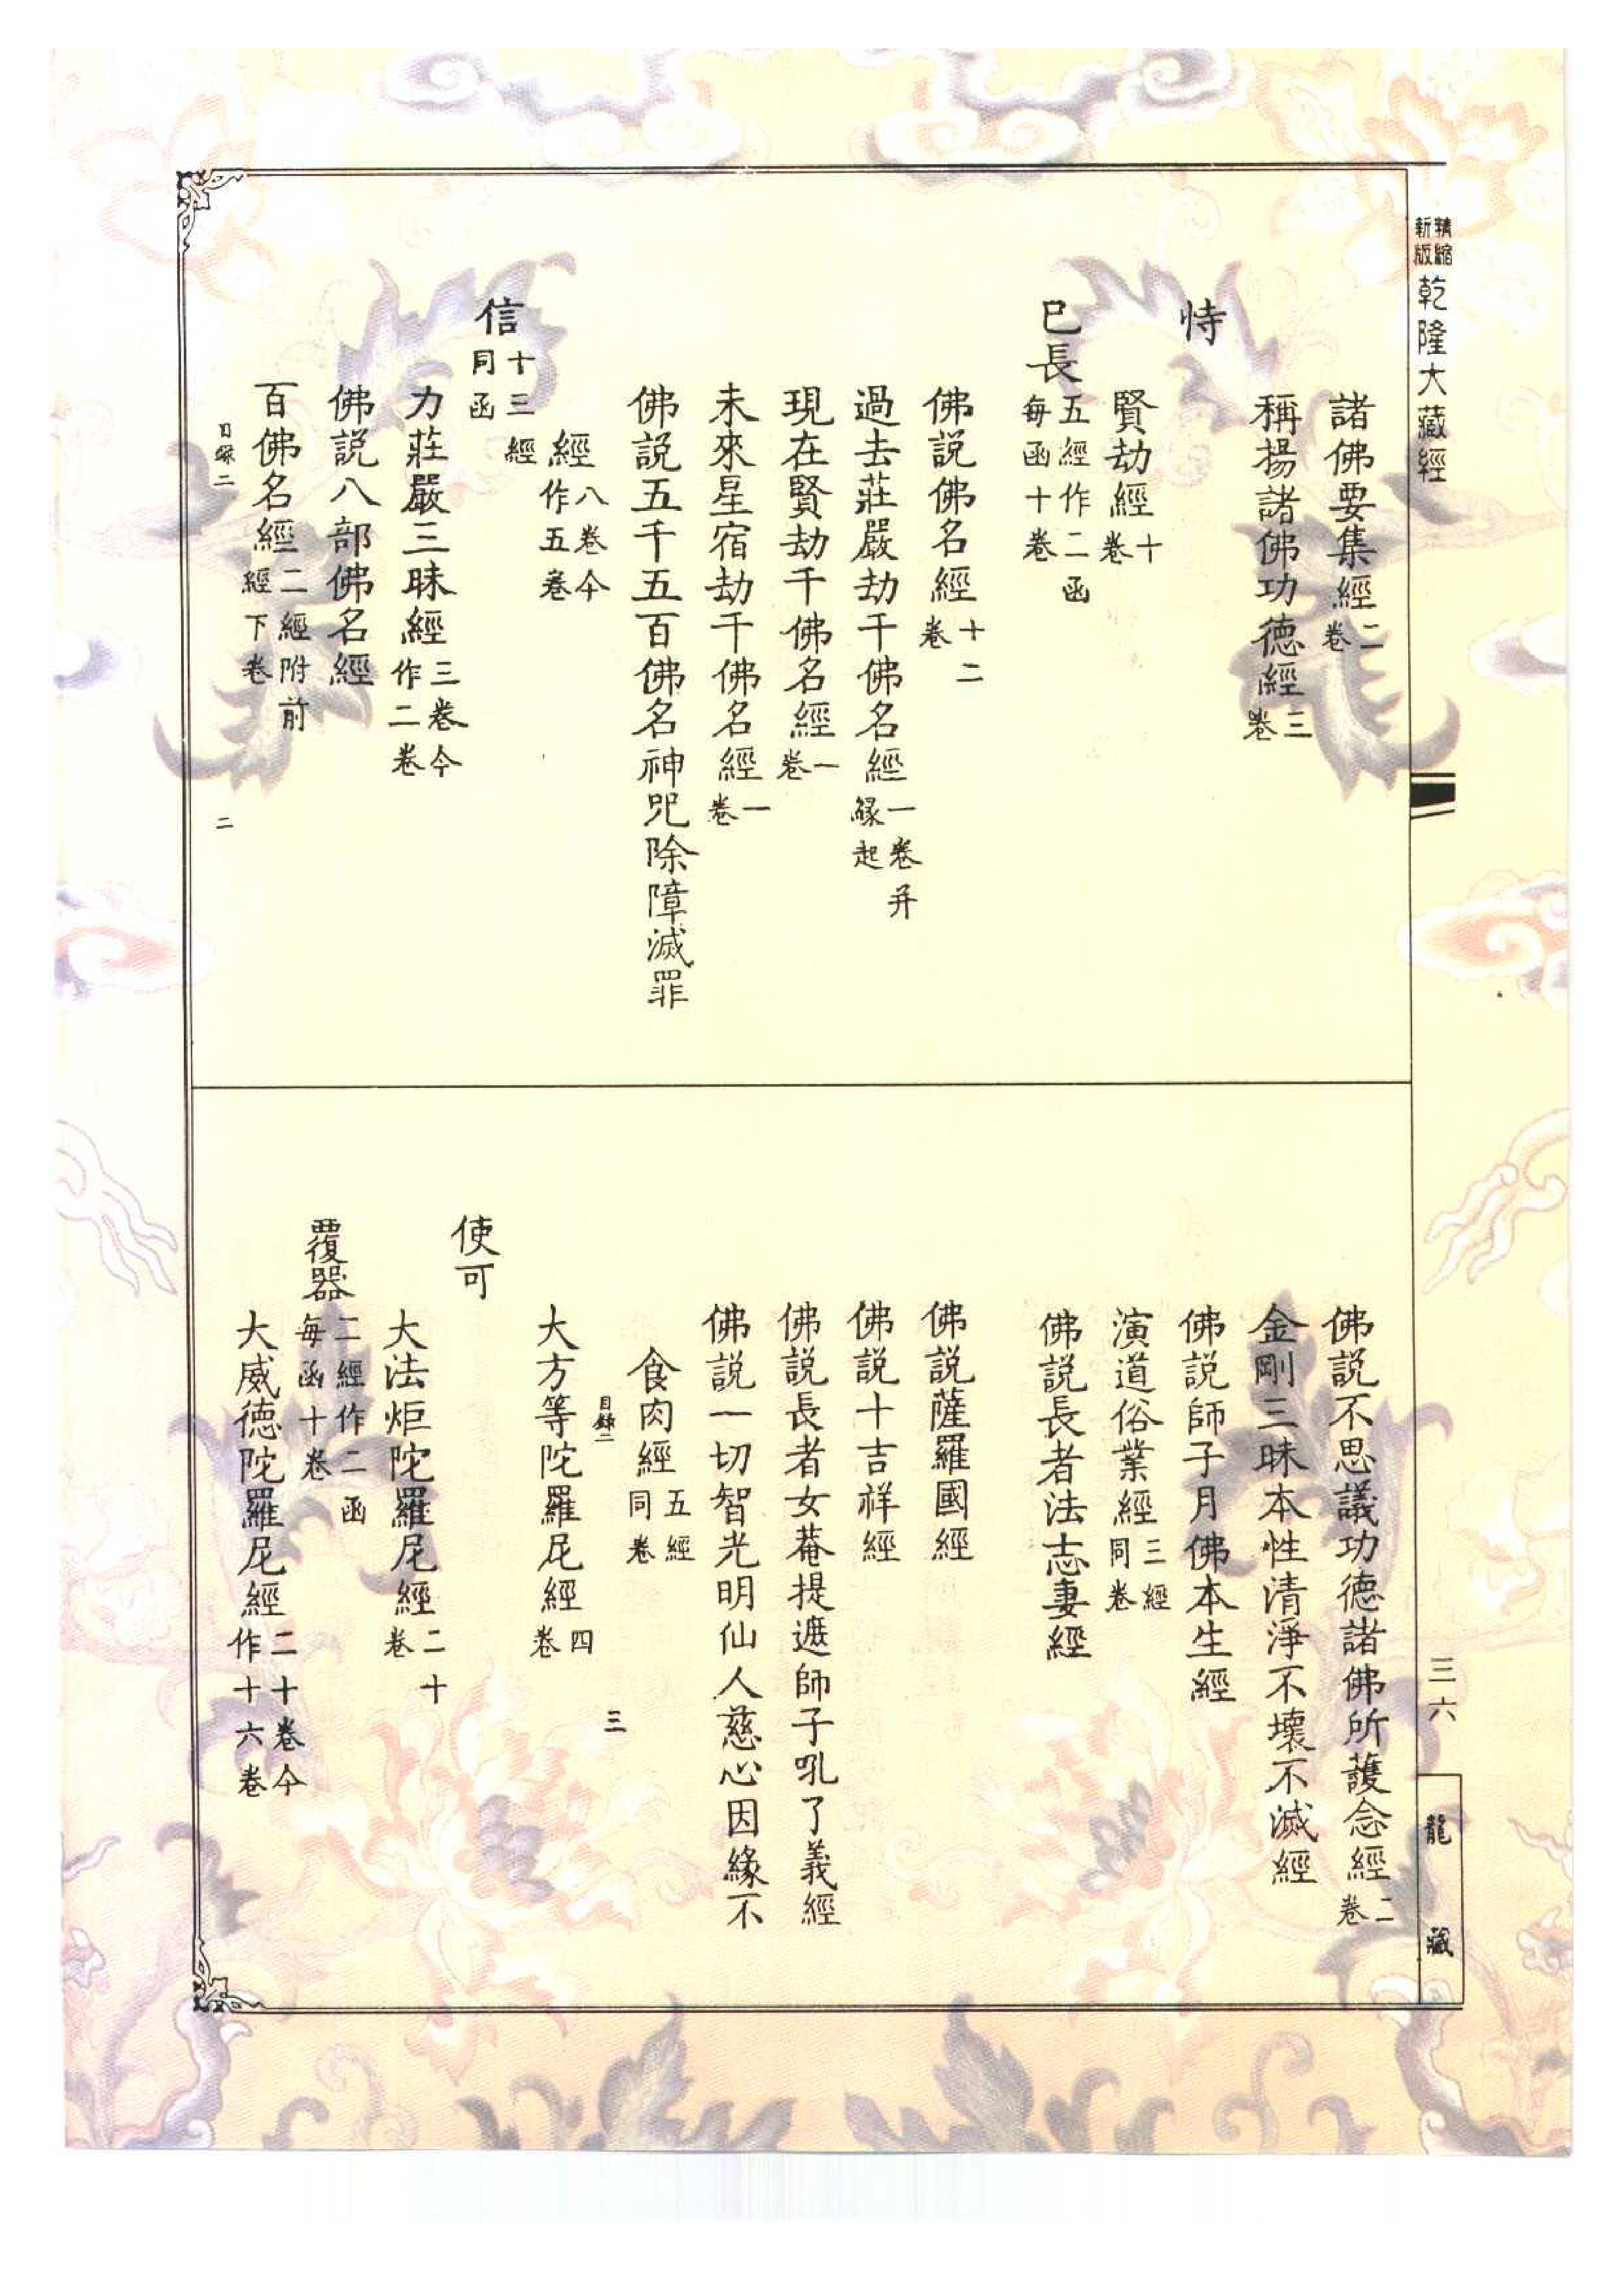 精縮新版 乾隆大藏經
三六
龍藏
諸佛要集經二卷
稱揚諸佛功德經三卷
恃
賢劫經十卷
已長五經作二函每函十卷
佛說佛名經十二卷
過去莊嚴劫千佛名經一卷并緣起
現在賢劫千佛名經一卷
未來星宿劫千佛名經一卷
佛說五千五百佛名神呪除障滅罪
經八卷今作五卷
信十三經同函
力莊嚴三昧經三卷今作二卷
佛說八部佛名經
百佛名經二經附前經下卷
目錄二 二
佛說不思議功德諸佛所護念經二卷
金剛三昧本性清淨不壞不滅經
佛說師子月佛本生經
演道俗業經三經同卷
佛說長者法志妻經
佛說薩羅國經
佛說十吉祥經
佛說長者女菴提遮師子吼了義經
佛說一切智光明仙人慈心因緣不
食肉經五經同卷
目錄二 三
大方等陀羅尼經四卷
使可
大法炬陀羅尼經二十卷
覆器二經作二函每函十卷
大威德陀羅尼經二十卷今作十六卷